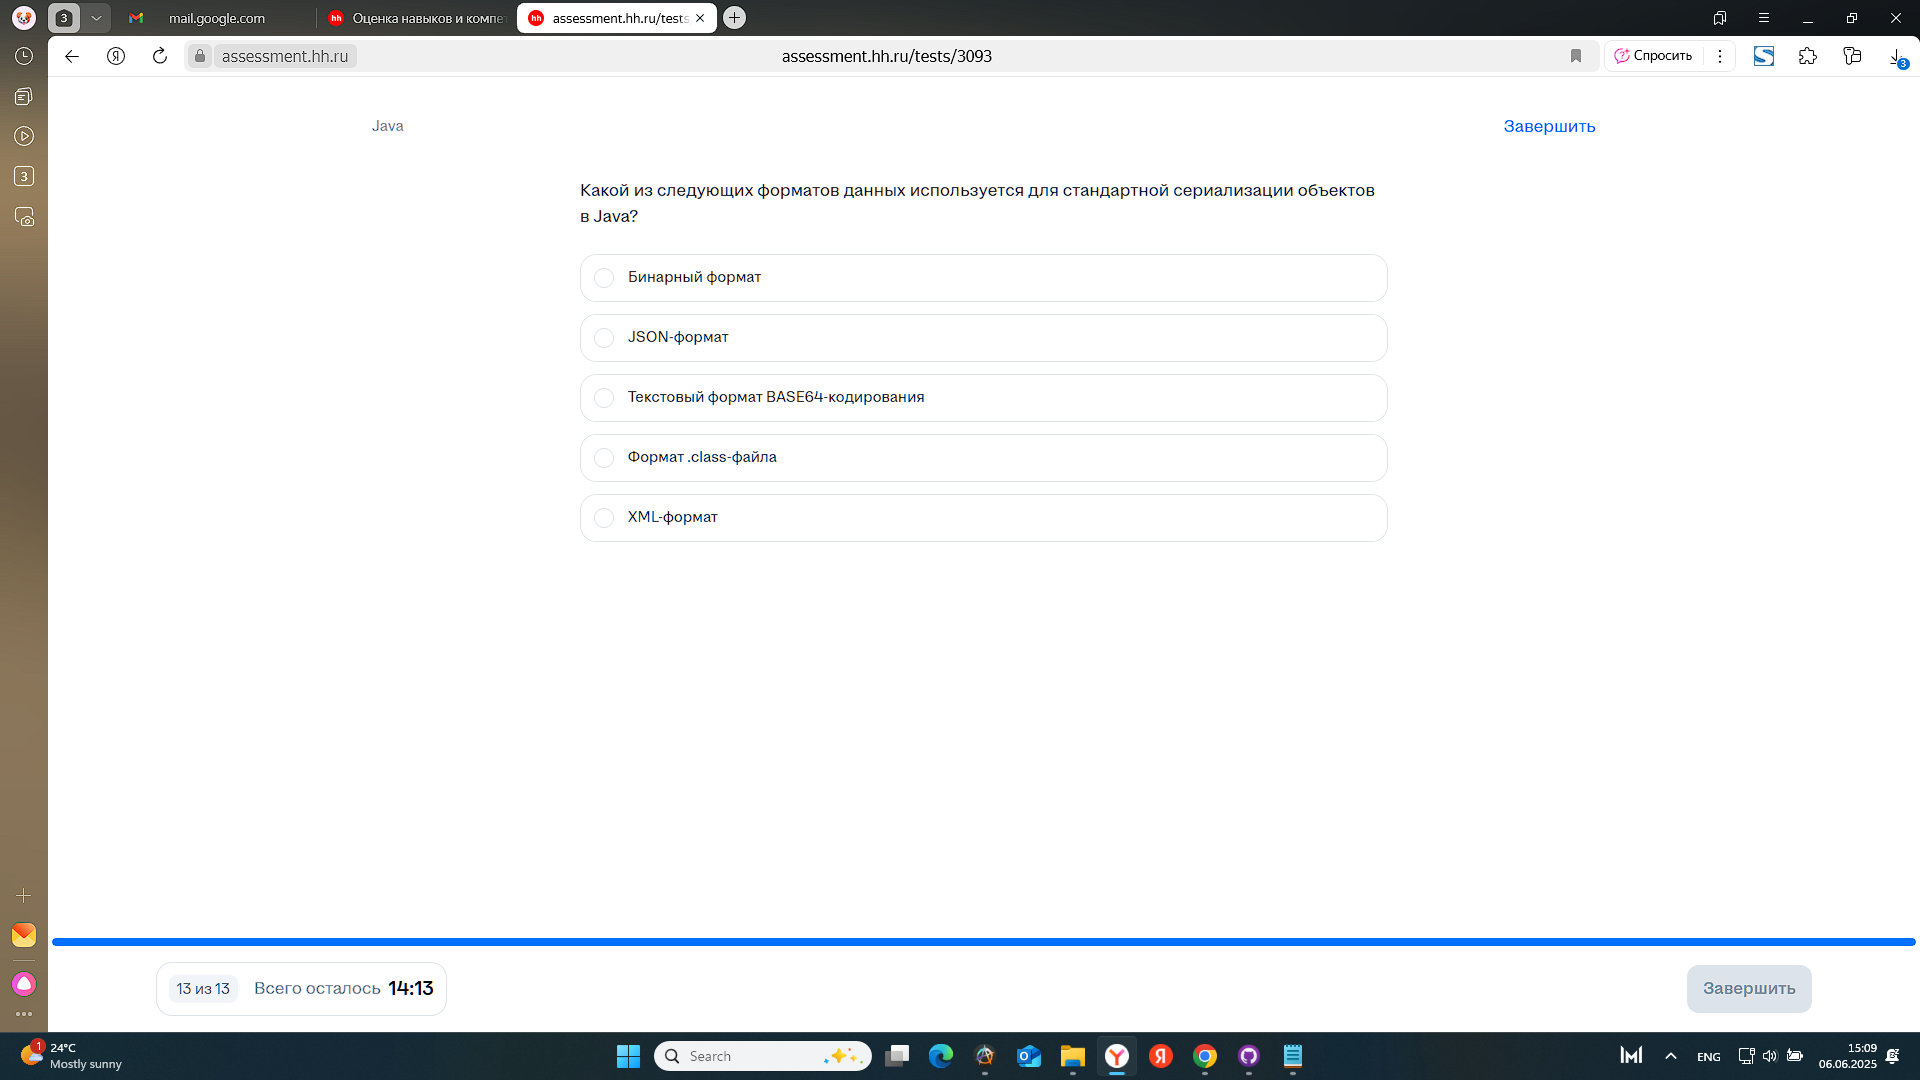 3
mail.google.com
hh
Оценка навыков и компе
hh
assessment.hh.ru/tests
assessment.hh.ru
assessment.hh.ru/tests/3093
Спросить
3
3
Java
Завершить
Какой из следующих форматов данных используется для стандартной сериализации объектов
в Java?
Бинарный формат
JSON-формат
Текстовый формат BASE64-кодирования
Формат .class-файла
XML-формат
13 из 13
Всего осталось 14:13
Завершить
1
24°C
Mostly sunny
Search
ENG
15:09
06.06.2025